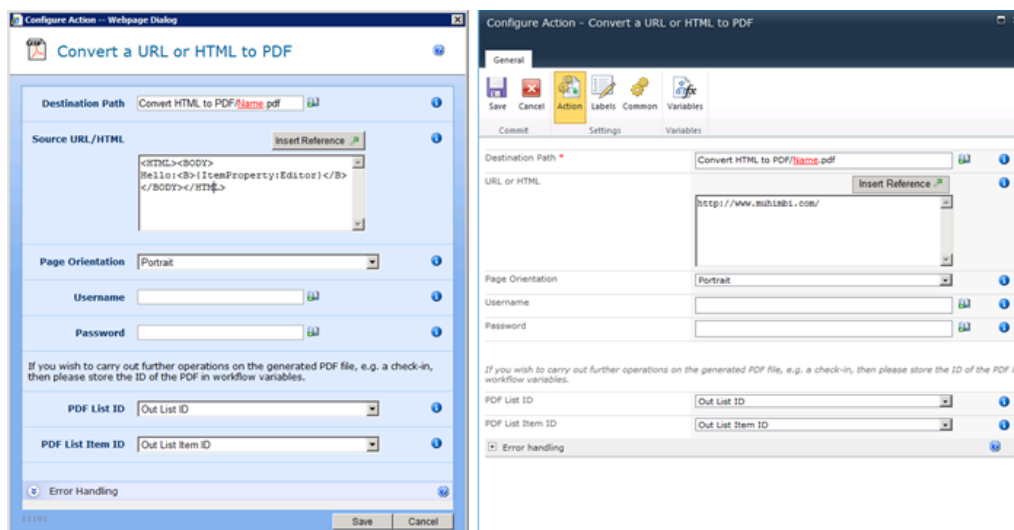 Configure Action -- Webpage Dialog
Convert a URL or HTML to PDF
Destination Path
Convert HTML to PDF/Name.pdf
Source URL/HTML
Insert Reference
<HTML><BODY>
Hello:<B>{ItemProperty:Editor}</B>
</BODY></HTML>
Page Orientation
Portrait
Username
Password
If you wish to carry out further operations on the generated PDF file, e.g. a check-in,
then please store the ID of the PDF in workflow variables.
PDF List ID
Out List ID
PDF List Item ID
Out List Item ID
Error Handling
11101
Save
Cancel
Configure Action - Convert a URL or HTML to PDF
General
Save
Cancel
Action
Labels
Common
Variables
Commit
Settings
Variables
Destination Path *
Convert HTML to PDF/Name.pdf
URL or HTML
Insert Reference
http://www.muhimbi.com/
Page Orientation
Portrait
Username
Password
If you wish to carry out further operations on the generated PDF file, e.g. a check-in, then please store the ID of the PDF i
workflow variables.
PDF List ID
Out List ID
PDF List Item ID
Out List Item ID
Error handling